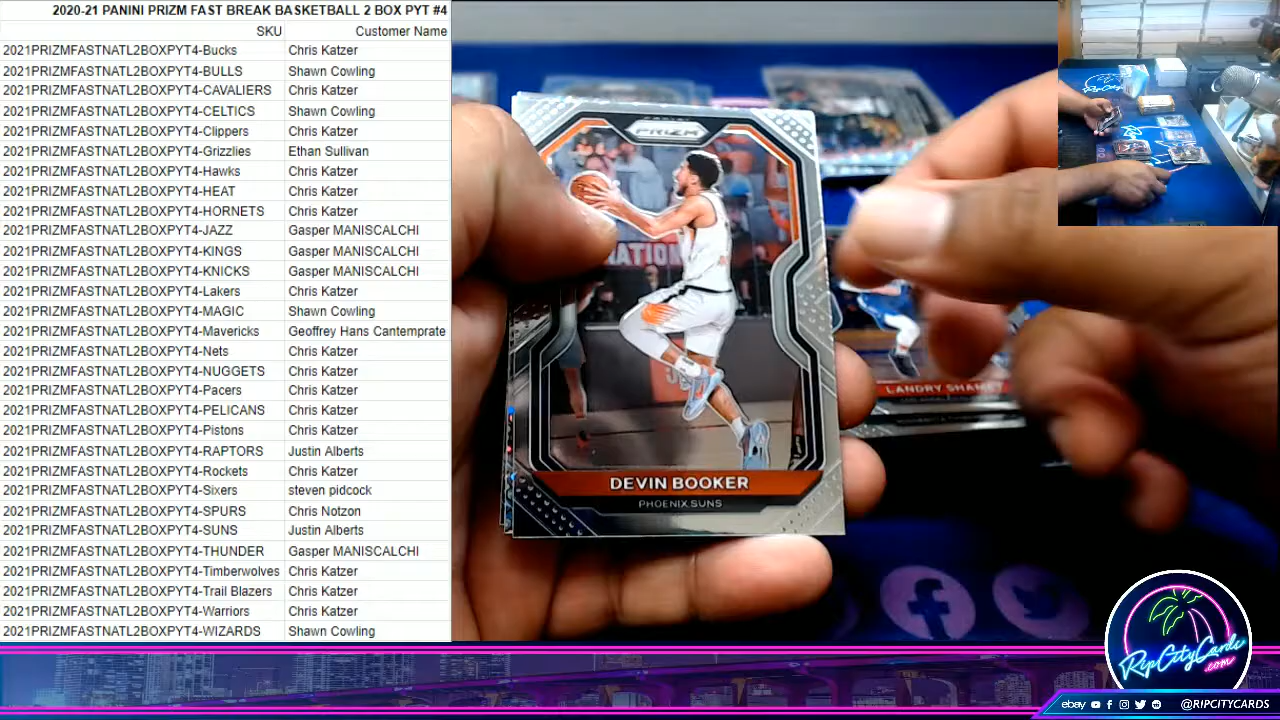 2020-21 PANINI PRIZM FAST BREAK BASKETBALL 2 BOX PYT #4
SKU Customer Name
2021PRIZMFASTNATL2BOXPYT4-Bucks Chris Katzer
2021PRIZMFASTNATL2BOXPYT4-BULLS Shawn Cowling
2021PRIZMFASTNATL2BOXPYT4-CAVALIERS Chris Katzer
2021PRIZMFASTNATL2BOXPYT4-CELTICS Shawn Cowling
2021PRIZMFASTNATL2BOXPYT4-Clippers Chris Katzer
2021PRIZMFASTNATL2BOXPYT4-Grizzlies Ethan Sullivan
2021PRIZMFASTNATL2BOXPYT4-Hawks Chris Katzer
2021PRIZMFASTNATL2BOXPYT4-HEAT Chris Katzer
2021PRIZMFASTNATL2BOXPYT4-HORNETS Chris Katzer
2021PRIZMFASTNATL2BOXPYT4-JAZZ Gasper MANISCALCHI
2021PRIZMFASTNATL2BOXPYT4-KINGS Gasper MANISCALCHI
2021PRIZMFASTNATL2BOXPYT4-KNICKS Gasper MANISCALCHI
2021PRIZMFASTNATL2BOXPYT4-Lakers Chris Katzer
2021PRIZMFASTNATL2BOXPYT4-MAGIC Shawn Cowling
2021PRIZMFASTNATL2BOXPYT4-Mavericks Geoffrey Hans Cantemprate
2021PRIZMFASTNATL2BOXPYT4-Nets Chris Katzer
2021PRIZMFASTNATL2BOXPYT4-NUGGETS Chris Katzer
2021PRIZMFASTNATL2BOXPYT4-Pacers Chris Katzer
2021PRIZMFASTNATL2BOXPYT4-PELICANS Chris Katzer
2021PRIZMFASTNATL2BOXPYT4-Pistons Chris Katzer
2021PRIZMFASTNATL2BOXPYT4-RAPTORS Justin Alberts
2021PRIZMFASTNATL2BOXPYT4-Rockets Chris Katzer
2021PRIZMFASTNATL2BOXPYT4-Sixers steven pidcock
2021PRIZMFASTNATL2BOXPYT4-SPURS Chris Notzon
2021PRIZMFASTNATL2BOXPYT4-SUNS Justin Alberts
2021PRIZMFASTNATL2BOXPYT4-THUNDER Gasper MANISCALCHI
2021PRIZMFASTNATL2BOXPYT4-Timberwolves Chris Katzer
2021PRIZMFASTNATL2BOXPYT4-Trail Blazers Chris Katzer
2021PRIZMFASTNATL2BOXPYT4-Warriors Chris Katzer
2021PRIZMFASTNATL2BOXPYT4-WIZARDS Shawn Cowling
PANINI
PRIZM
DEVIN BOOKER
PHOENIX SUNS
LANDRY
RipCityCards
.com
ebay @RIPCITYCARDS